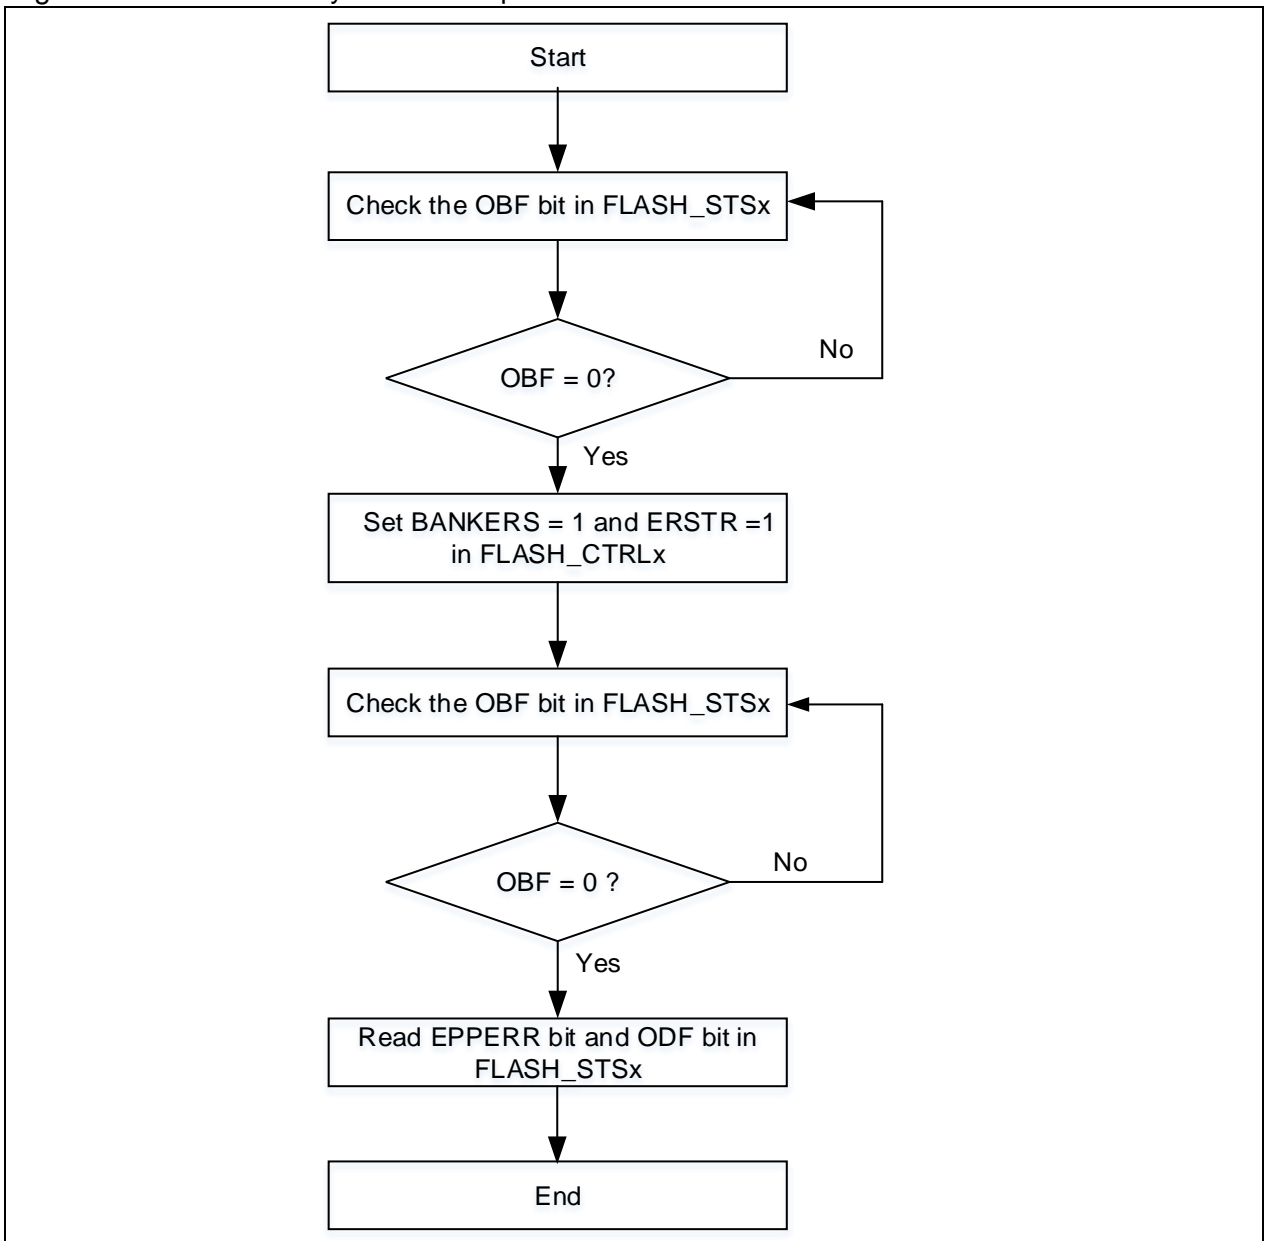 Start
Check the OBF bit in FLASH_STSx
OBF = 0?
No
Yes
Set BANKERS = 1 and ERSTR =1
in FLASH_CTRLx
Check the OBF bit in FLASH_STSx
OBF = 0 ?
No
Yes
Read EPPERR bit and ODF bit in
FLASH_STSx
End